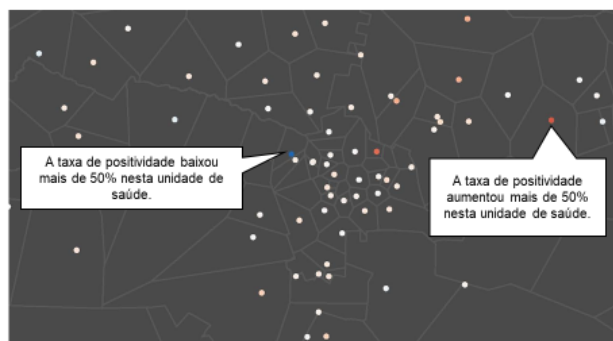 A taxa de positividade baixou
mais de 50% nesta unidade de
saúde.
A taxa de positividade
aumentou mais de 50%
nesta unidade de saúde.